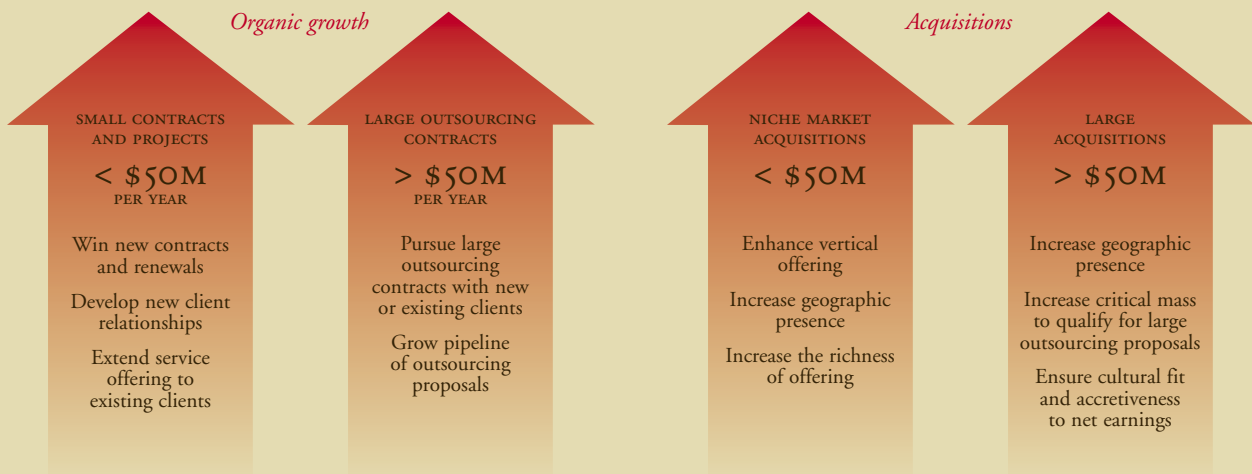 Organic growth
SMALL CONTRACTS
AND PROJECTS
< $50M
PER YEAR
Win new contracts
and renewals
Develop new client
relationships
Extend service
offering to
existing clients
LARGE OUTSOURCING
CONTRACTS
> $50M
PER YEAR
Pursue large
outsourcing
contracts with new
or existing clients
Grow pipeline
of outsourcing
proposals
Acquisitions
NICHE MARKET
ACQUISITIONS
< $50M
Enhance vertical
offering
Increase geographic
presence
Increase the richness
of offering
LARGE
ACQUISITIONS
> $50M
Increase geographic
presence
Increase critical mass
to qualify for large
outsourcing proposals
Ensure cultural fit
and accretiveness
to net earnings